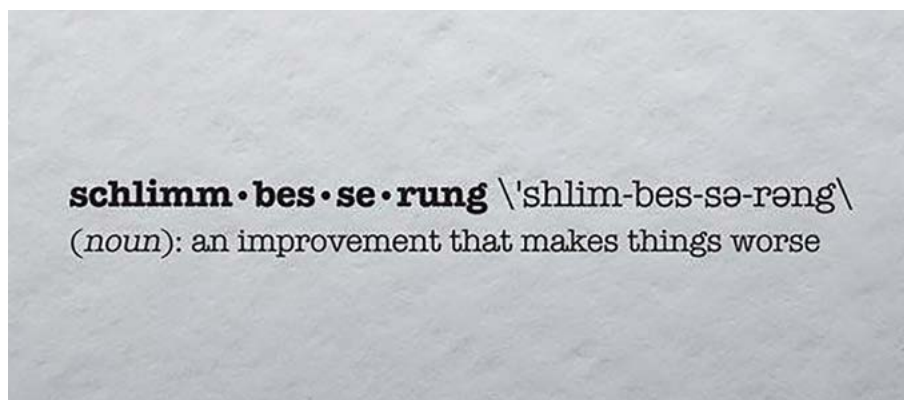 schlimm•bes•se•rung \'shlim-bes-sə-rəng\
(noun): an improvement that makes things worse